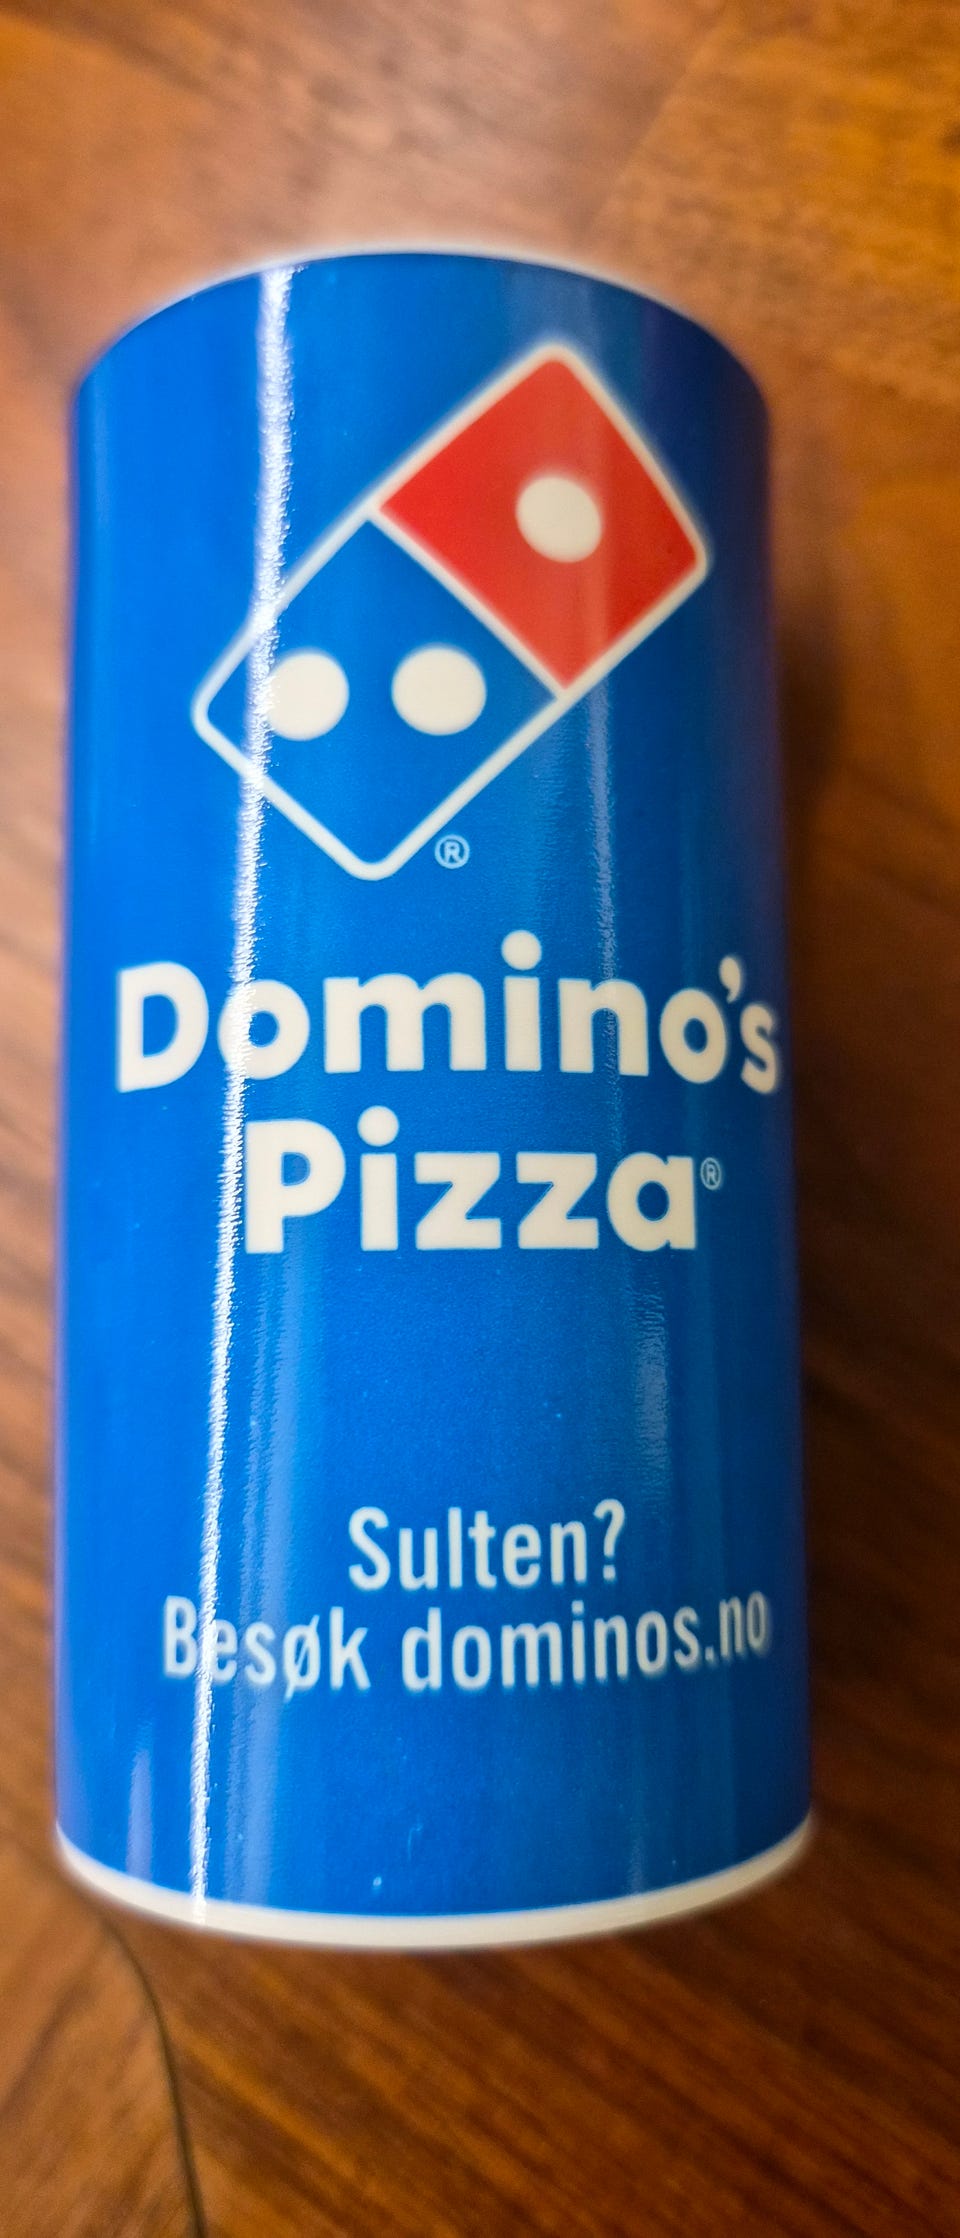 ®
Domino's
Pizza®
Sulten?
Besøk dominos.no